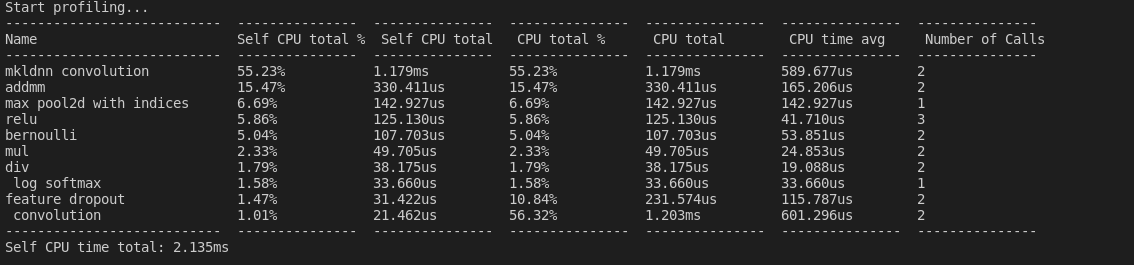 Start profiling...
---------------------------  ---------------  ---------------  ---------------  ---------------  ---------------  ---------------
Name                         Self CPU total %  Self CPU total   CPU total %      CPU total        CPU time avg     Number of Calls
---------------------------  ---------------  ---------------  ---------------  ---------------  ---------------  ---------------
mkldnn convolution           55.23%           1.179ms          55.23%           1.179ms          589.677us        2
addmm                        15.47%           330.411us        15.47%           330.411us        165.206us        2
max pool2d with indices      6.69%            142.927us        6.69%            142.927us        142.927us        1
relu                         5.86%            125.130us        5.86%            125.130us        41.710us         3
bernoulli                    5.04%            107.703us        5.04%            107.703us        53.851us         2
mul                          2.33%            49.705us         2.33%            49.705us         24.853us         2
div                          1.79%            38.175us         1.79%            38.175us         19.088us         2
 log softmax                 1.58%            33.660us         1.58%            33.660us         33.660us         1
feature dropout              1.47%            31.422us         10.84%           231.574us        115.787us        2
 convolution                 1.01%            21.462us         56.32%           1.203ms          601.296us        2
---------------------------  ---------------  ---------------  ---------------  ---------------  ---------------  ---------------
Self CPU time total: 2.135ms